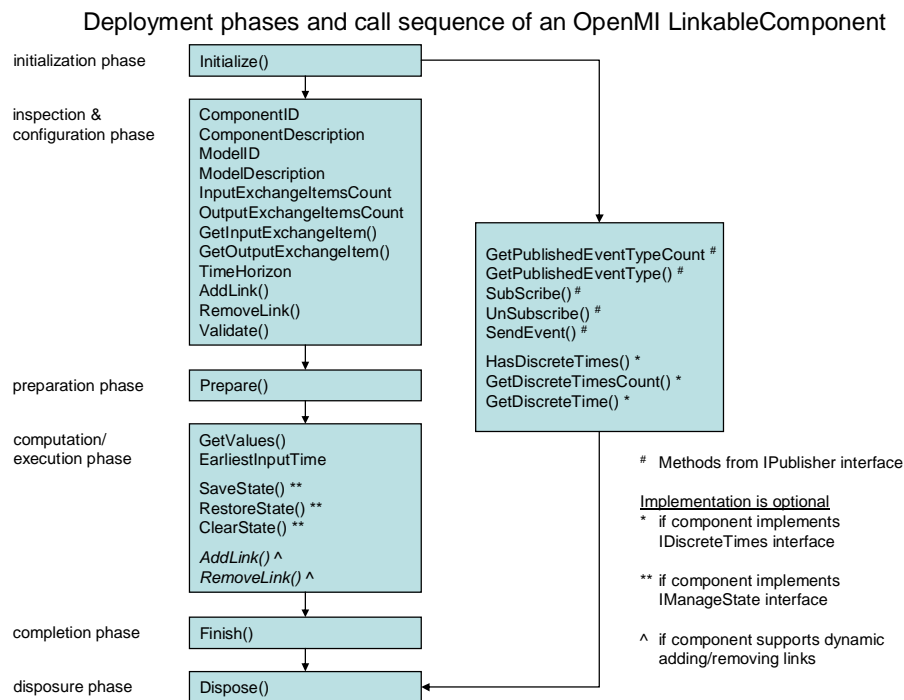 Deployment phases and call sequence of an OpenMI LinkableComponent
initialization phase
Initialize()
inspection &
configuration phase
ComponentID
ComponentDescription
ModelID
ModelDescription
InputExchangeItemsCount
OutputExchangeItemsCount
GetInputExchangeItem()
GetOutputExchangeItem()
TimeHorizon
AddLink()
RemoveLink()
Validate()
GetPublishedEventTypeCount #
GetPublishedEventType() #
SubScribe() #
UnSubscribe() #
SendEvent() #
HasDiscreteTimes() *
GetDiscreteTimesCount() *
GetDiscreteTime() *
preparation phase
Prepare()
computation/
execution phase
GetValues()
EarliestInputTime
SaveState() **
RestoreState() **
ClearState() **
AddLink() ^
RemoveLink() ^
# Methods from IPublisher interface
Implementation is optional
* if component implements
IDiscreteTimes interface
** if component implements
IManageState interface
^ if component supports dynamic
adding/removing links
completion phase
Finish()
disposure phase
Dispose()